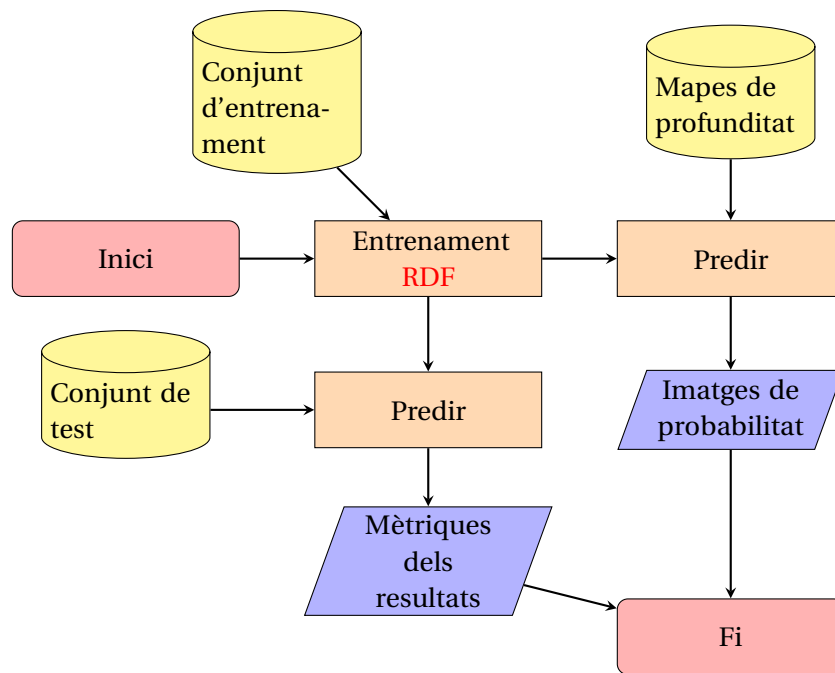 Conjunt
d'entrena-
ment
Mapes de
profunditat
Inici
Entrenament
RDF
Predir
Conjunt de
test
Predir
Imatges de
probabilitat
Mètriques
dels
resultats
Fi